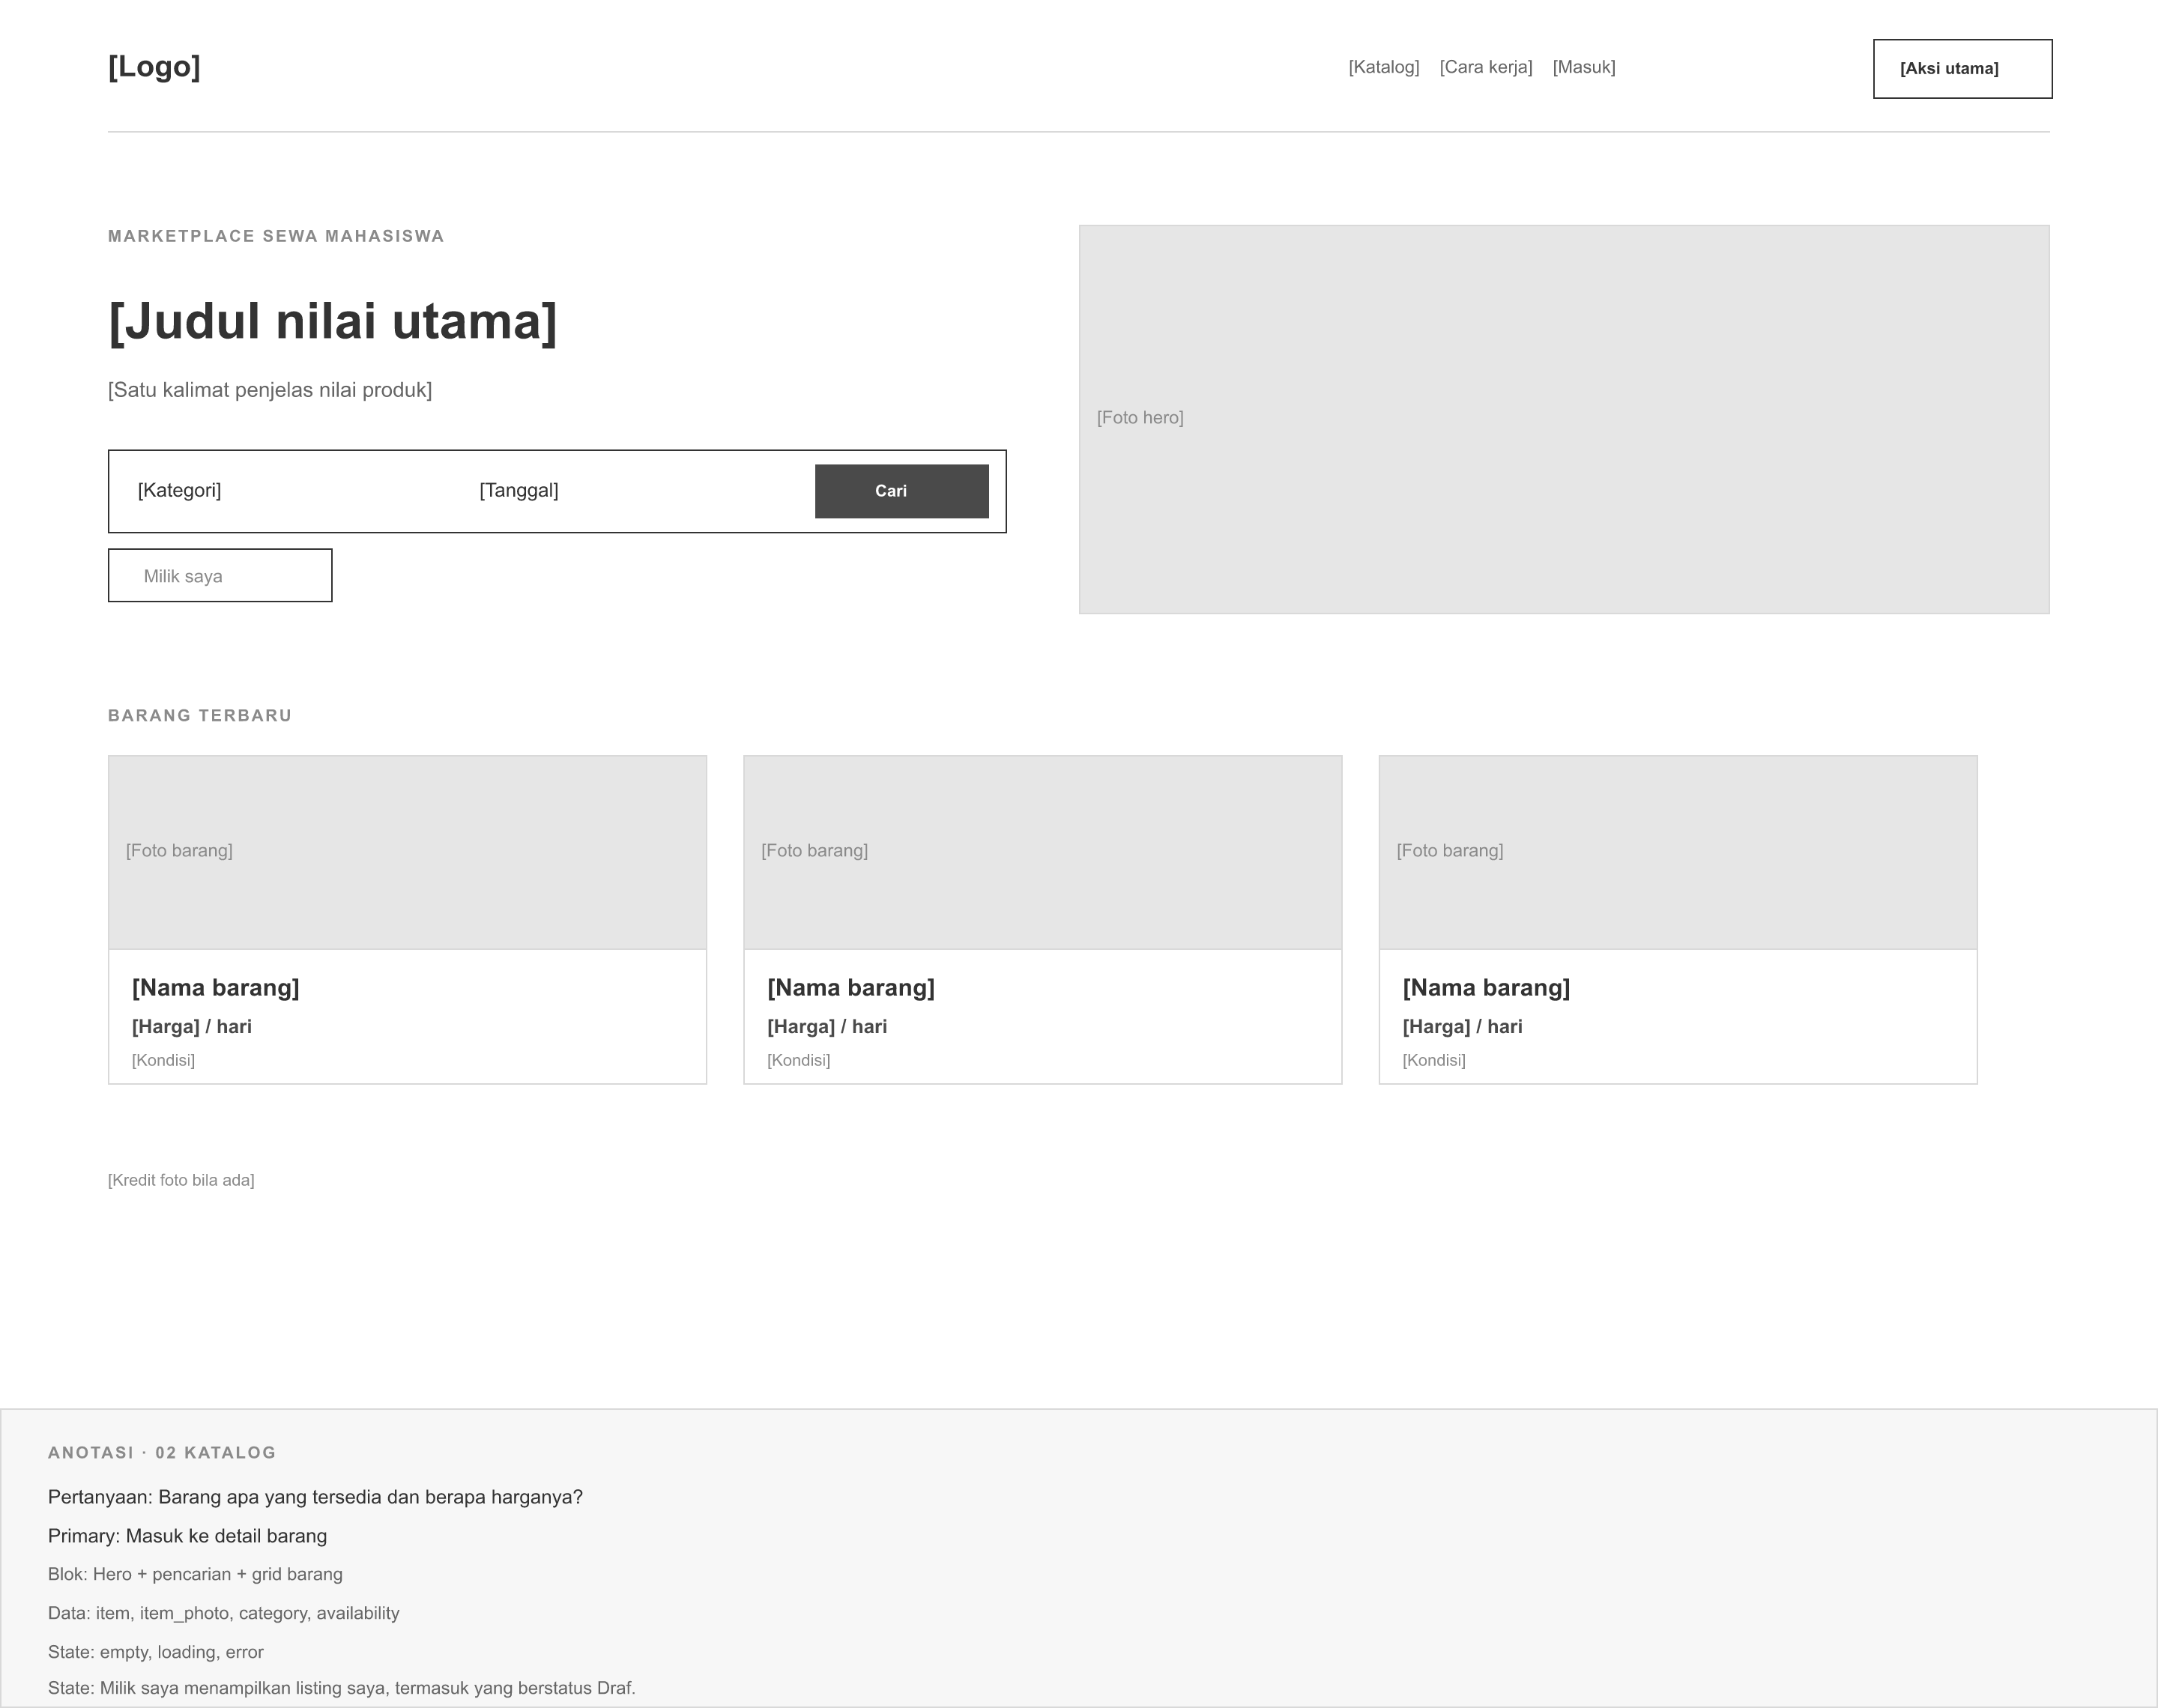 [Logo]
[Katalog] [Cara kerja] [Masuk]
[Aksi utama]
MARKETPLACE SEWA MAHASISWA
[Judul nilai utama]
[Satu kalimat penjelas nilai produk]
[Kategori]
[Tanggal]
Cari
Milik saya
[Foto hero]
BARANG TERBARU
[Foto barang]
[Nama barang]
[Harga] / hari
[Kondisi]
[Foto barang]
[Nama barang]
[Harga] / hari
[Kondisi]
[Foto barang]
[Nama barang]
[Harga] / hari
[Kondisi]
[Kredit foto bila ada]
ANOTASI · 02 KATALOG
Pertanyaan: Barang apa yang tersedia dan berapa harganya?
Primary: Masuk ke detail barang
Blok: Hero + pencarian + grid barang
Data: item, item_photo, category, availability
State: empty, loading, error
State: Milik saya menampilkan listing saya, termasuk yang berstatus Draf.